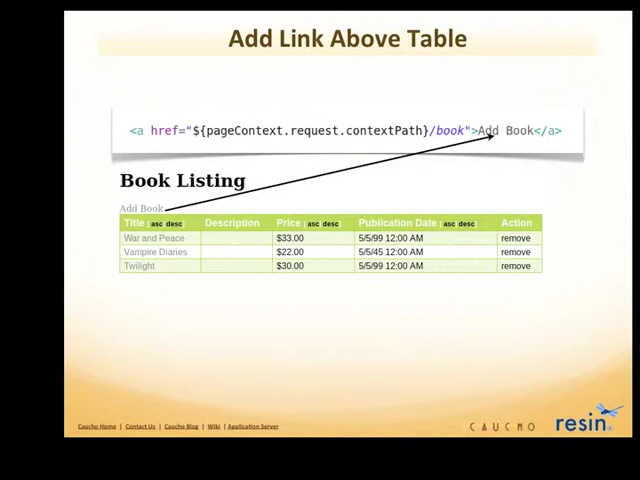 Add Link Above Table
<a href="${pageContext.request.contextPath}/book">Add Book</a>
Book Listing
Add Book
Title [ asc desc ] Description Price [ asc desc ] Publication Date [ asc desc ] Action
War and Peace $33.00 5/5/99 12:00 AM remove
Vampire Diaries $22.00 5/5/45 12:00 AM remove
Twilight $30.00 5/5/99 12:00 AM remove
Caucho Home | Contact Us | Caucho Blog | Wiki | Application Server
CAUCHO
resin